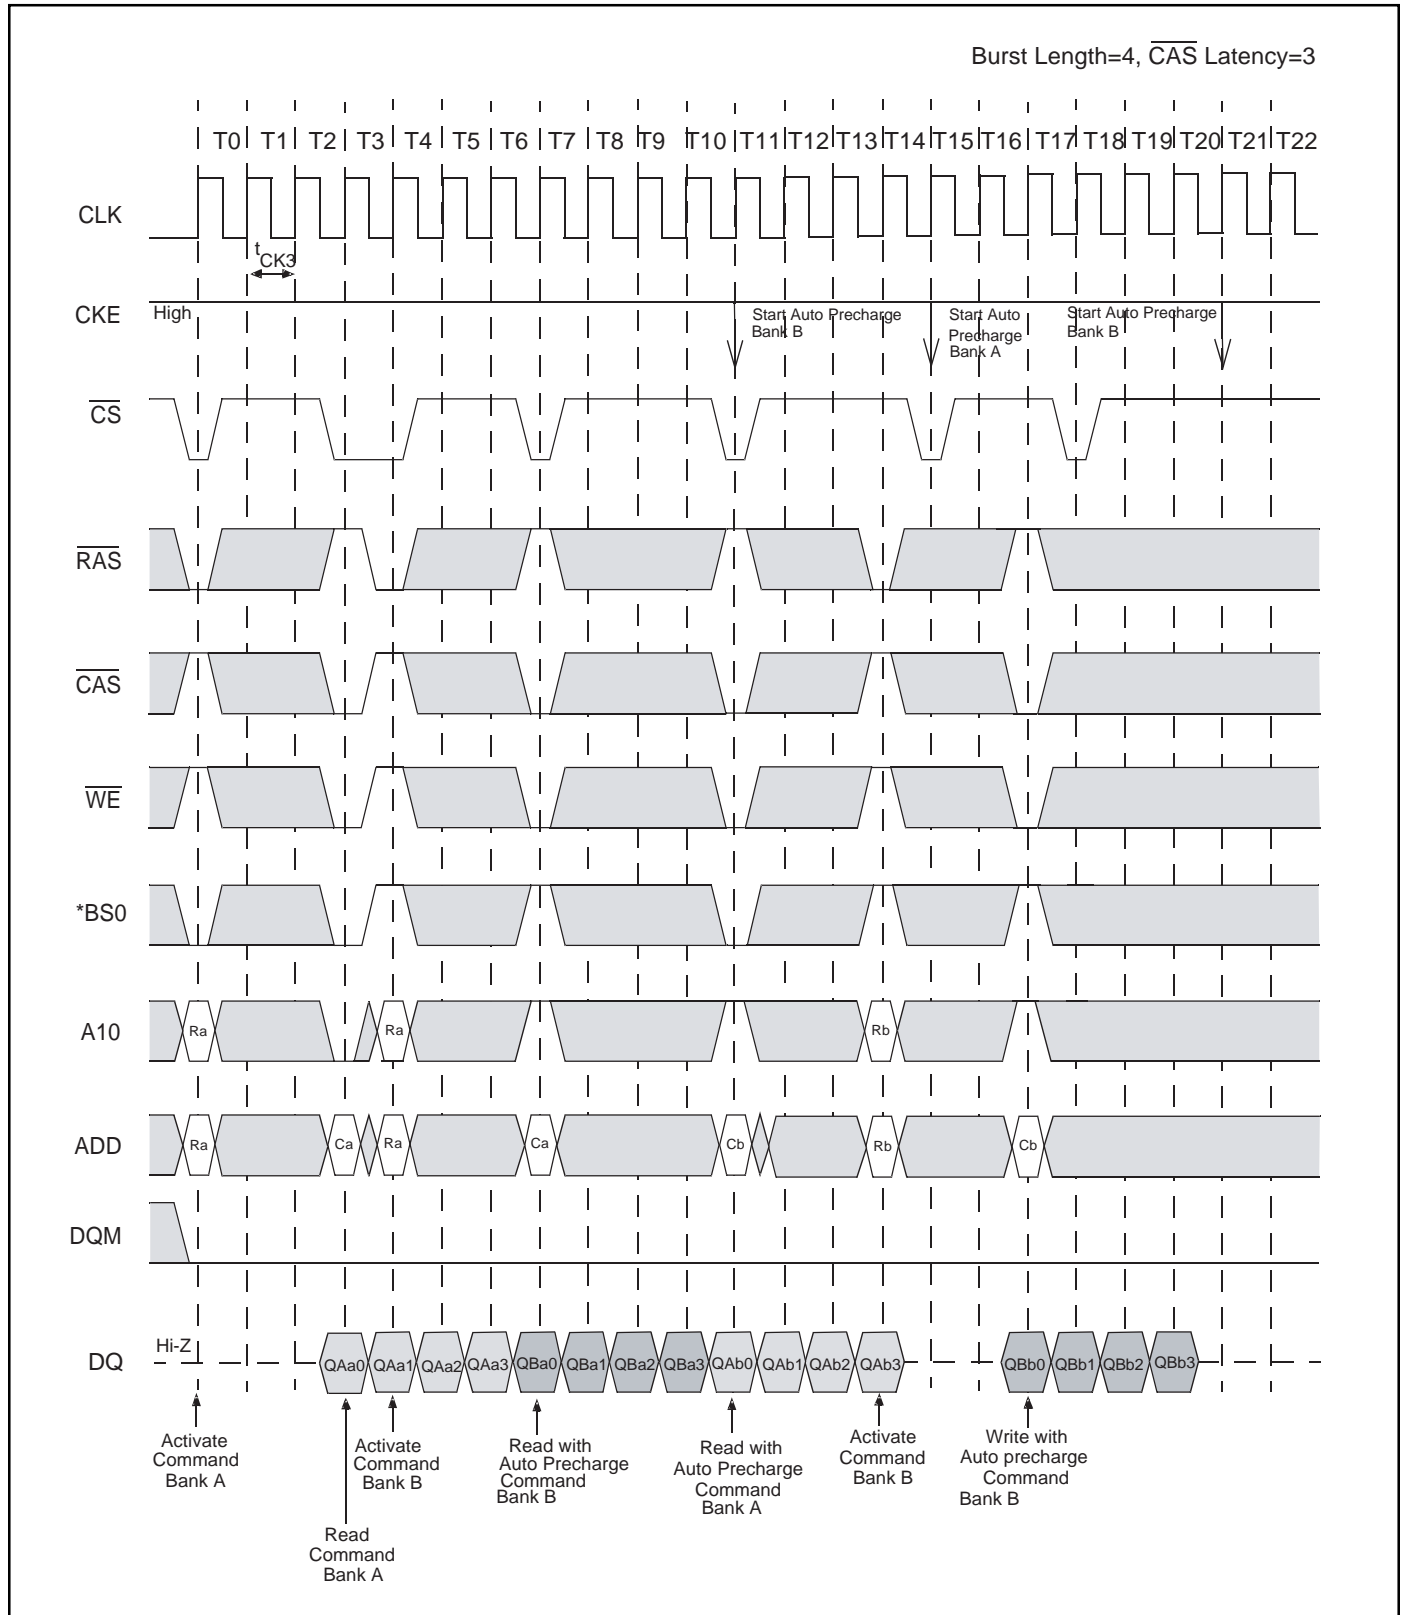 Burst Length=4, CAS Latency=3
T0 T1 T2 T3 T4 T5 T6 T7 T8 T9 T10 T11 T12 T13 T14 T15 T16 T17 T18 T19 T20 T21 T22
CLK
tCK3
CKE
High
Start Auto Precharge
Bank B
Start Auto
Precharge
Bank A
Start Auto Precharge
Bank B
CS
RAS
CAS
WE
*BS0
A10
Ra Ra Rb
ADD
Ra Ca Ra Ca Cb Rb Cb
DQM
DQ
Hi-Z
QAa0 QAa1 QAa2 QAa3 QBa0 QBa1 QBa2 QBa3 QAb0 QAb1 QAb2 QAb3 QBb0 QBb1 QBb2 QBb3
Activate
Command
Bank A
Read
Command
Bank A
Activate
Command
Bank B
Read with
Auto Precharge
Command
Bank B
Read with
Auto Precharge
Command
Bank A
Activate
Command
Bank B
Write with
Auto precharge
Command
Bank B